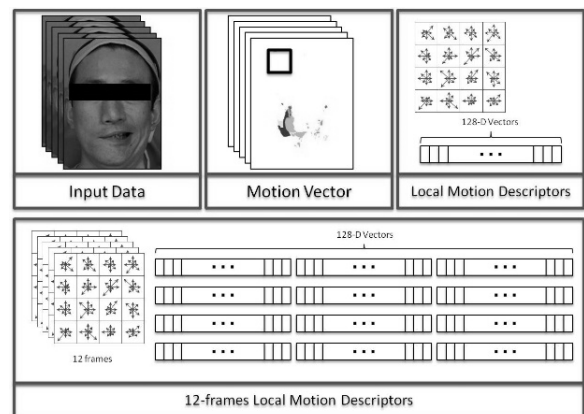 128-D Vectors
Input Data
Motion Vector
Local Motion Descriptors
128-D Vectors
12 frames
12-frames Local Motion Descriptors